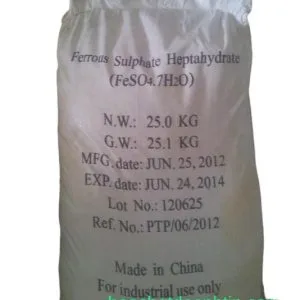 Ferrous Sulphate Heptahydrate
(FeSO4.7H2O)
N.W.: 25.0 KG
G.W.: 25.1 KG
MFG. date: JUN. 25, 2012
EXP. date: JUN. 24, 2014
Lot No.: 120625
Ref. No.: PTP/06/2012
Made in China
For industrial use only